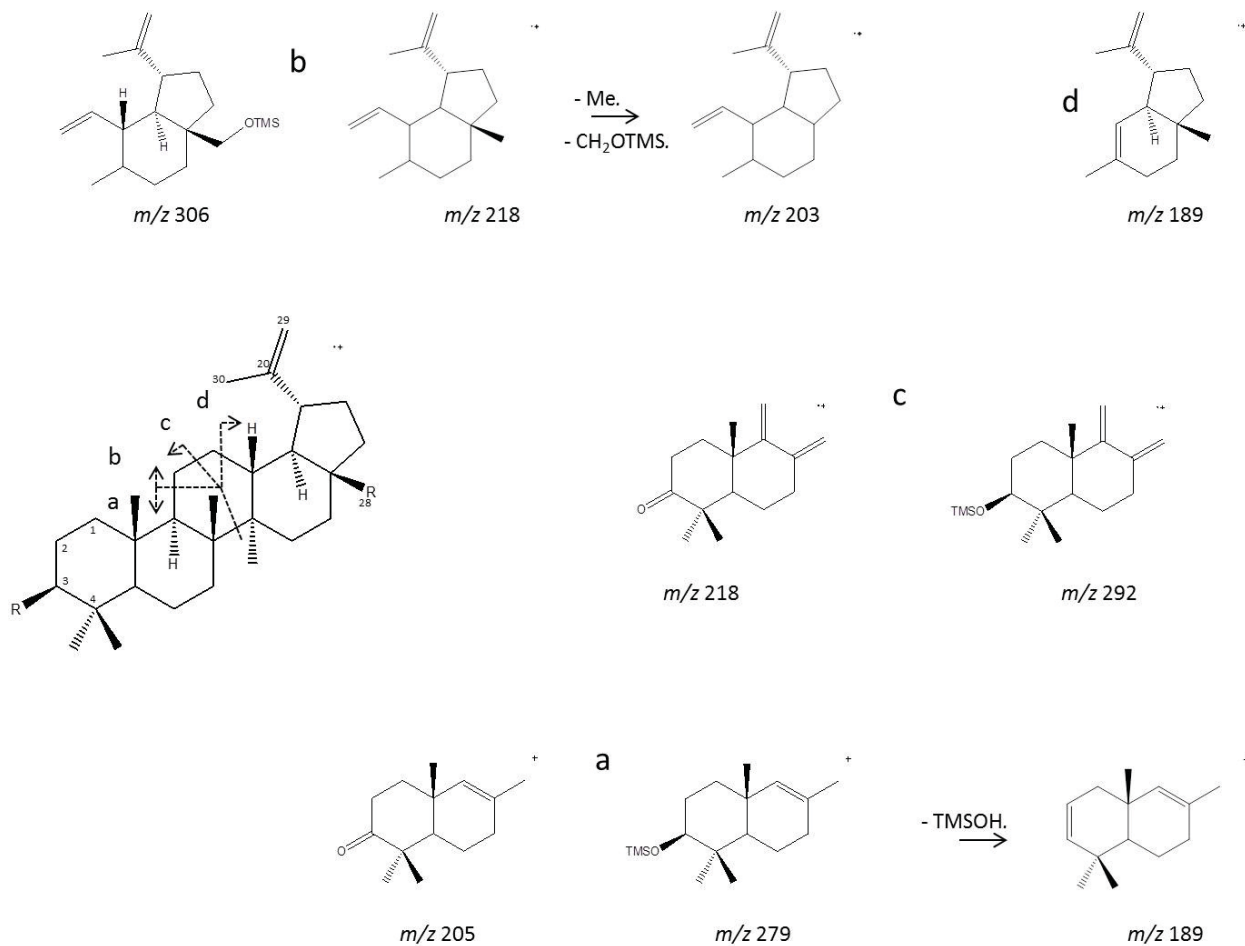 b
d
H
H
OTMS
·+
- Me.
- CH₂OTMS.
·+
·+
H
m/z 306
m/z 218
m/z 203
m/z 189
29
20
30
·+
d
c
b
a
H
H
H
R
28
1
2
3
4
R
c
·+
·+
O
TMSO
m/z 218
m/z 292
a
+
+
+
- TMSOH.
O
TMSO
m/z 205
m/z 279
m/z 189